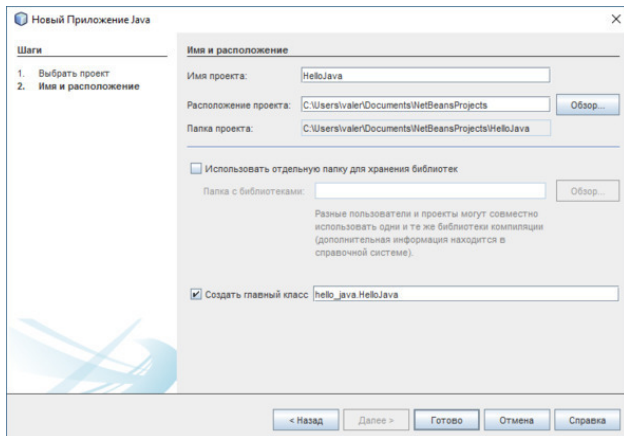 Новый Приложение Java
Шаги
1. Выбрать проект
2. Имя и расположение
Имя и расположение
Имя проекта: HelloJava
Расположение проекта: C:\Users\valer\Documents\NetBeansProjects Обзор...
Папка проекта: C:\Users\valer\Documents\NetBeansProjects\HelloJava
Использовать отдельную папку для хранения библиотек
Папка с библиотеками: Обзор...
Разные пользователи и проекты могут совместно
использовать одни и те же библиотеки компиляции
(дополнительная информация находится в
справочной системе).
Создать главный класс hello_java.HelloJava
< Назад Далее > Готово Отмена Справка